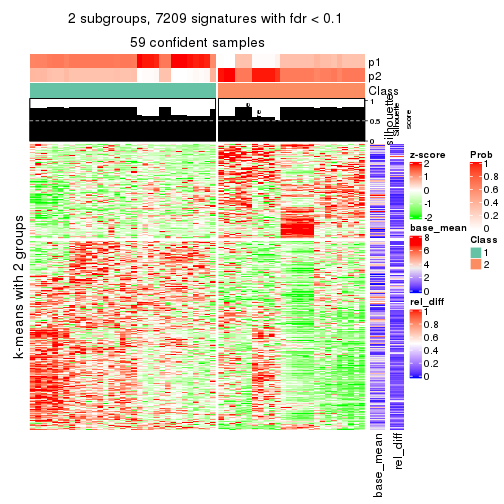 2 subgroups, 7209 signatures with fdr < 0.1
59 confident samples
p1
p2
Class
1
0.5
0
silhouette
Silhouette
score
k-means with 2 groups
base_mean
rel_diff
z-score
2
1
0
-1
-2
base_mean
8
6
4
2
0
rel_diff
1
0.8
0.6
0.4
0.2
0
Prob
1
0.8
0.6
0.4
0.2
0
Class
1
2